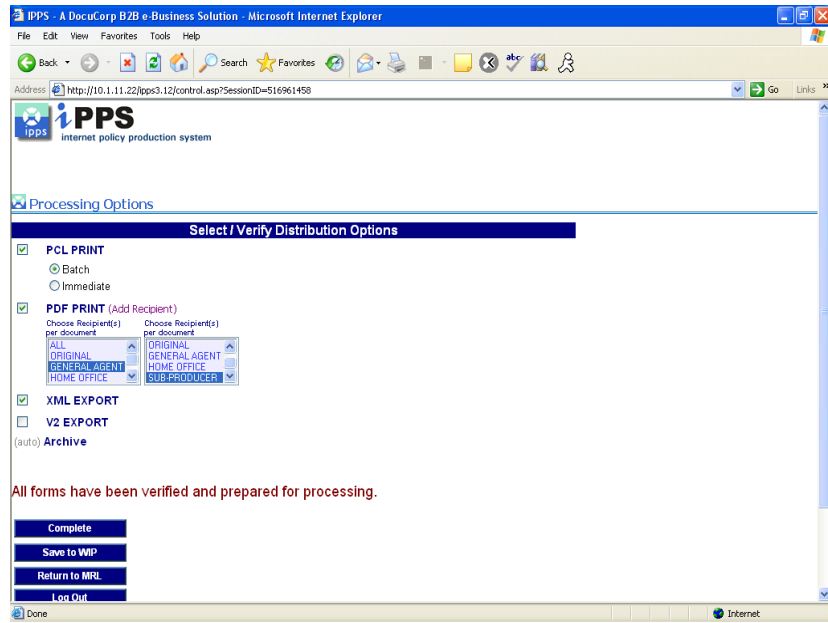 IPPS - A DocuCorp B2B e-Business Solution - Microsoft Internet Explorer
File Edit View Favorites Tools Help
Back Search Favorites
Address http://10.1.11.22/ipps3.12/control.asp?SessionID=516961458 Go Links »
ipps iPPS
internet policy production system
Processing Options
Select / Verify Distribution Options
PCL PRINT
Batch
Immediate
PDF PRINT (Add Recipient)
Choose Recipient(s) Choose Recipient(s)
per document per document
ALL ORIGINAL
ORIGINAL GENERAL AGENT
GENERAL AGENT HOME OFFICE
HOME OFFICE SUB-PRODUCER
XML EXPORT
V2 EXPORT
(auto) Archive
All forms have been verified and prepared for processing.
Complete
Save to WIP
Return to MRL
Log Out
Done Internet